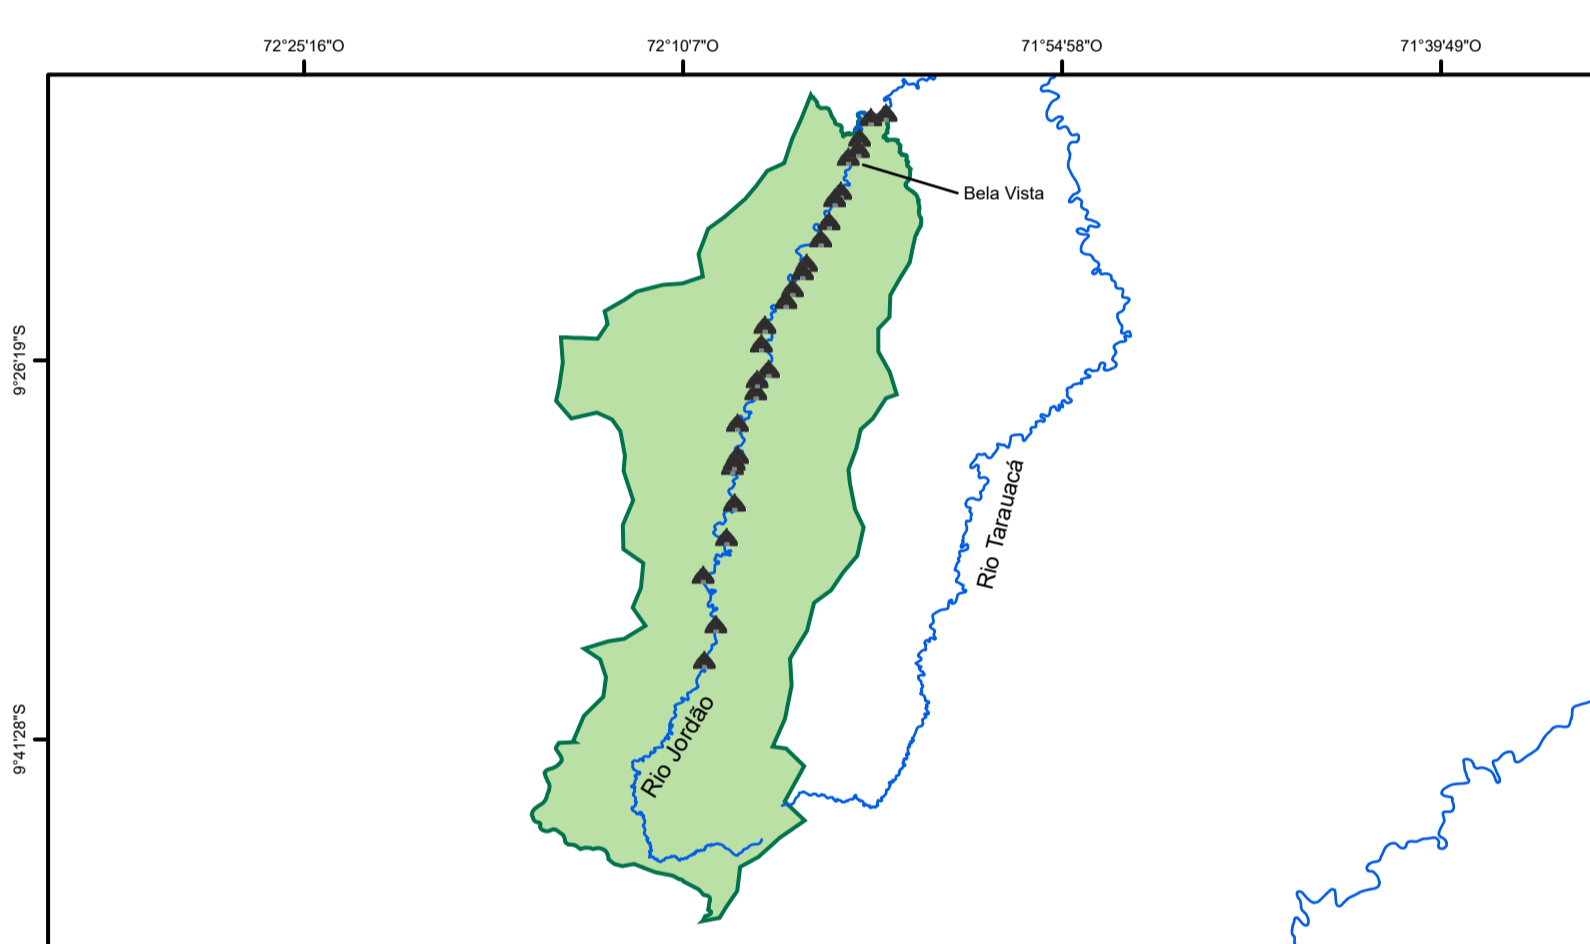 72°25'16"O
72°10'7"O
71°54'58"O
71°39'49"O
Bela Vista
9°26'19"S
Rio Tarauacá
Rio Jordão
9°41'28"S